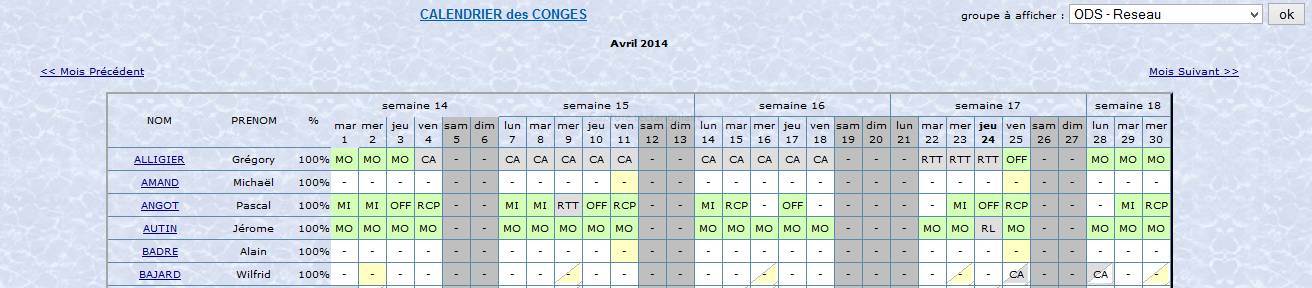 CALENDRIER des CONGES
groupe à afficher : ODS - Reseau ok
Avril 2014
<< Mois Précédent Mois Suivant >>
NOM PRENOM % semaine 14 semaine 15 semaine 16 semaine 17 semaine 18
mar mer jeu ven sam dim lun mar mer jeu ven sam dim lun mar mer jeu ven sam dim lun mar mer jeu ven sam dim lun mar mer
1 2 3 4 5 6 7 8 9 10 11 12 13 14 15 16 17 18 19 20 21 22 23 24 25 26 27 28 29 30
ALLIGIER Grégory 100% MO MO MO CA - - CA CA CA CA CA - - CA CA CA CA CA - - - RTT RTT RTT OFF - - MO MO MO
AMAND Michaël 100% - - - - - - - - - - - - - - - - - - - - - - - - - - - - - -
ANGOT Pascal 100% MI MI OFF RCP - - MI MI RTT OFF RCP - - MI RCP - OFF - - - - - MI OFF RCP - - - MI RCP
AUTIN Jérome 100% MO MO MO MO - - MO MO MO MO MO - - MO MO MO MO MO - - - MO MO RL MO - - MO MO MO
BADRE Alain 100% - - - - - - - - - - - - - - - - - - - - - - - - - - - - - -
BAJARD Wilfrid 100% - - - - - - - - - - - - - - - - - - - - - - - - CA - - CA - -